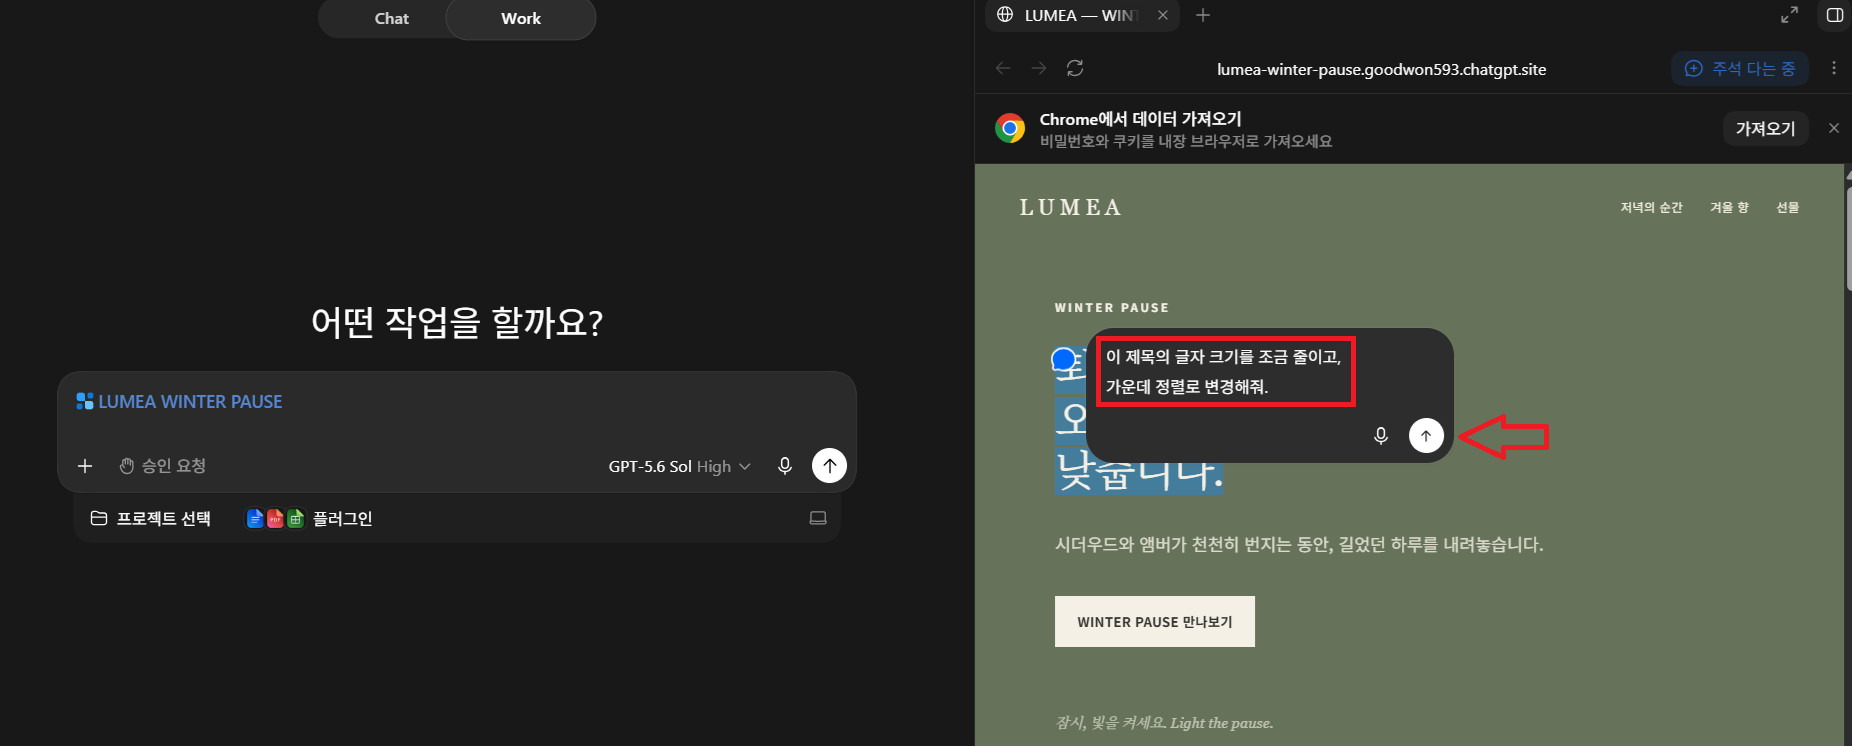 Chat
Work
어떤 작업을 할까요?
LUMEA WINTER PAUSE
승인 요청
GPT-5.6 Sol High
프로젝트 선택
PDF
플러그인
LUMEA — WIN
lumea-winter-pause.goodwon593.chatgpt.site
주석 다는 중
Chrome에서 데이터 가져오기
비밀번호와 쿠키를 내장 브라우저로 가져오세요
가져오기
LUMEA
저녁의 순간
겨울 향
선물
WINTER PAUSE
이 제목의 글자 크기를 조금 줄이고,
가운데 정렬로 변경해줘.
오
낮춥니다.
시더우드와 앰버가 천천히 번지는 동안, 길었던 하루를 내려놓습니다.
WINTER PAUSE 만나보기
잠시, 빛을 켜세요. Light the pause.